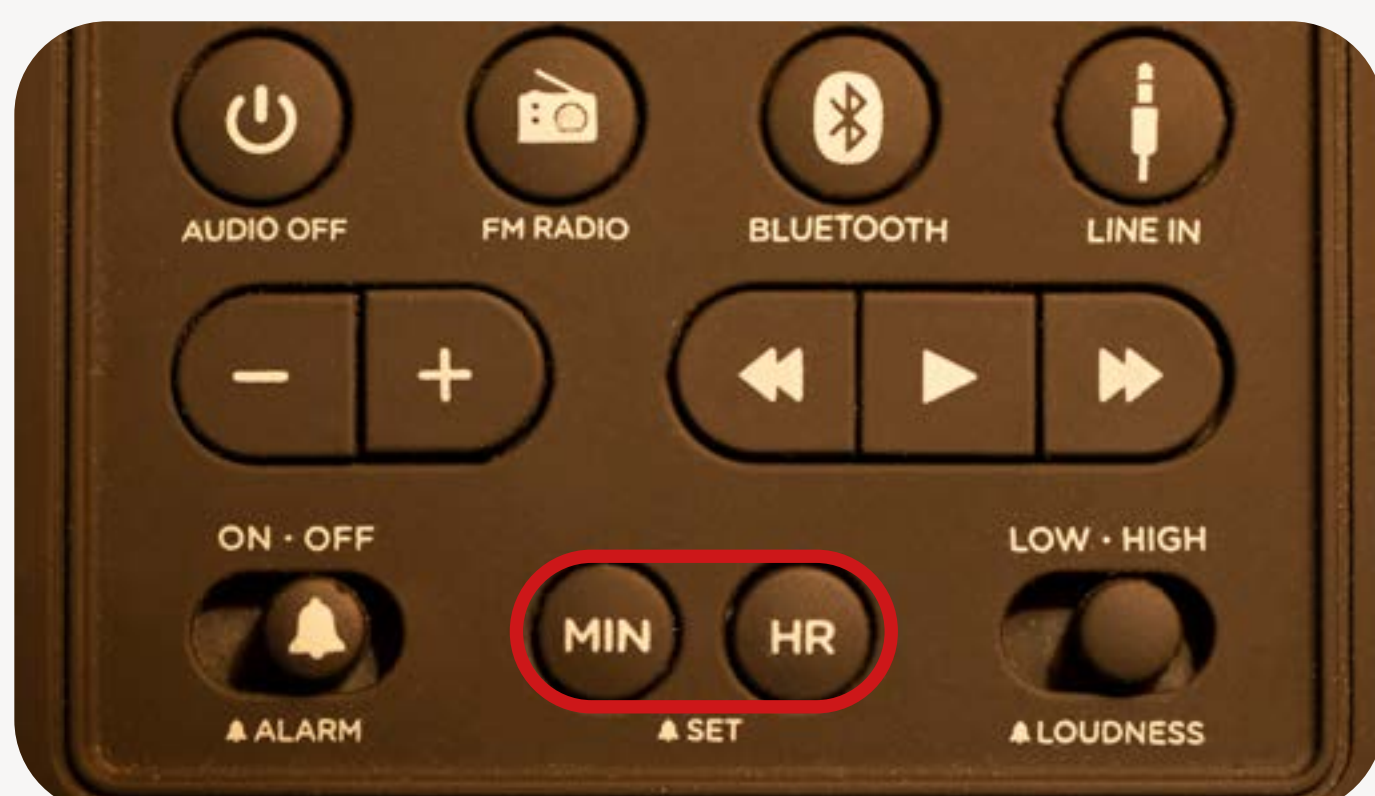 AUDIO OFF
FM RADIO
BLUETOOTH
LINE IN
ON · OFF
LOW · HIGH
MIN
HR
ALARM
SET
LOUDNESS